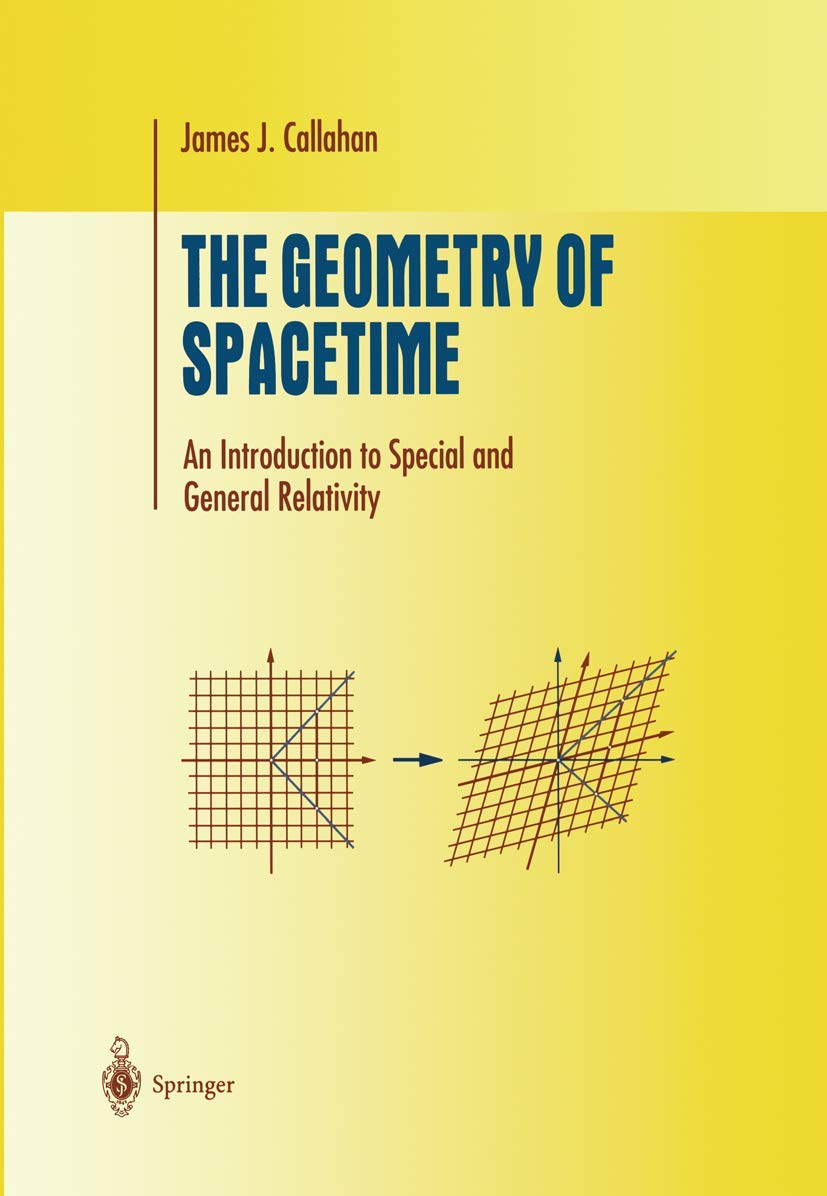 James J. Callahan
THE GEOMETRY OF
SPACETIME
An Introduction to Special and
General Relativity
Springer